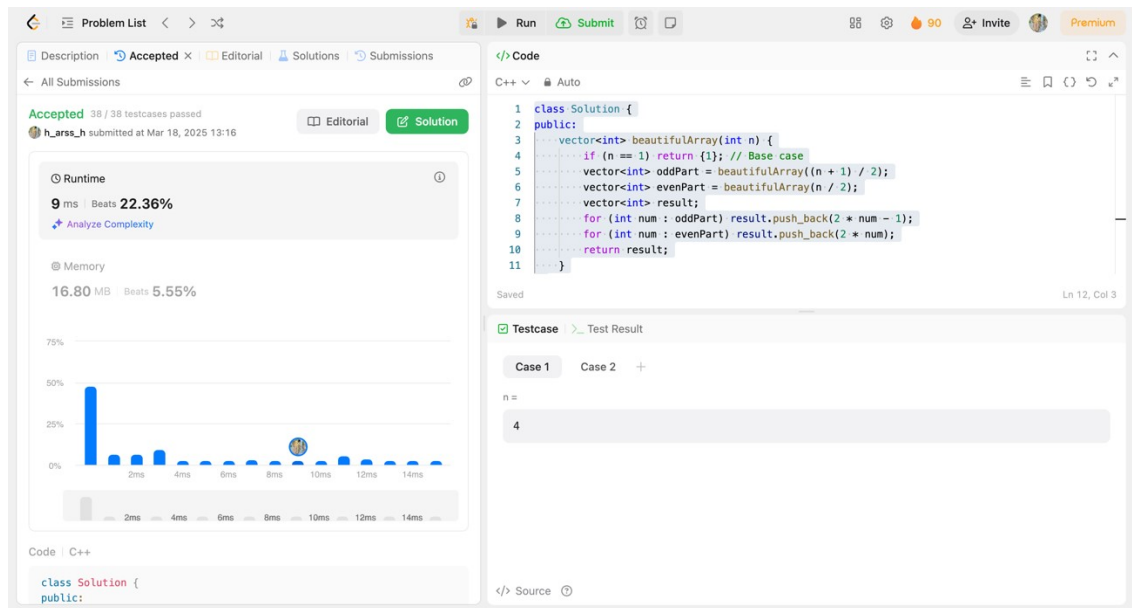 Problem List
Run
Submit
90
Invite
Premium
Description
Accepted
Editorial
Solutions
Submissions
All Submissions
Accepted 38 / 38 testcases passed
h_arss_h submitted at Mar 18, 2025 13:16
Editorial
Solution
Runtime
9 ms Beats 22.36%
Analyze Complexity
Memory
16.80 MB Beats 5.55%
75%
50%
25%
0%
2ms 4ms 6ms 8ms 10ms 12ms 14ms
2ms 4ms 6ms 8ms 10ms 12ms 14ms
Code C++
class Solution {
public:
</> Code
C++ Auto
1 class Solution {
2 public:
3 vector<int> beautifulArray(int n) {
4 if (n == 1) return {1}; // Base case
5 vector<int> oddPart = beautifulArray((n + 1) / 2);
6 vector<int> evenPart = beautifulArray(n / 2);
7 vector<int> result;
8 for (int num : oddPart) result.push_back(2 * num - 1);
9 for (int num : evenPart) result.push_back(2 * num);
10 return result;
11 }
Saved
Ln 12, Col 3
Testcase
>_ Test Result
Case 1 Case 2 +
n =
4
</> Source